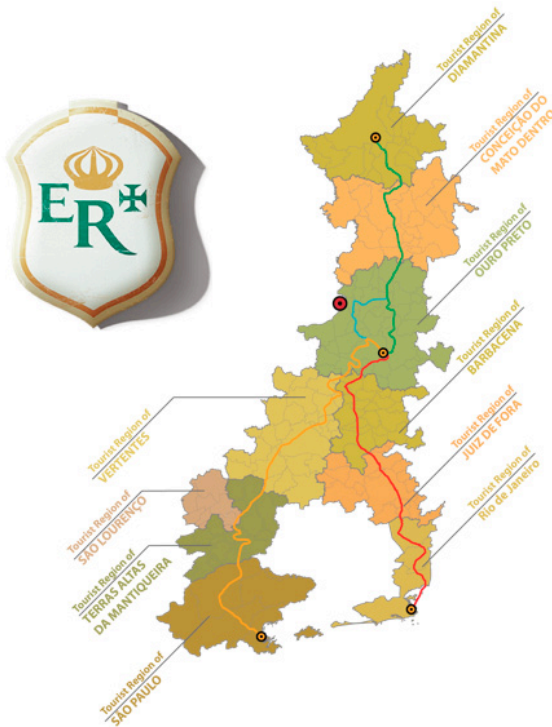 ER
Tourist Region of
DIAMANTINA
Tourist Region of
CONCEIÇÃO DO
MATO DENTRO
Tourist Region of
OURO PRETO
Tourist Region of
BARBACENA
Tourist Region of
JUIZ DE FORA
Tourist Region of
Rio de Janeiro
Tourist Region of
VERTENTES
Tourist Region of
SÃO LOURENÇO
Tourist Region of
TERRAS ALTAS
DA MANTIQUEIRA
Tourist Region of
SÃO PAULO